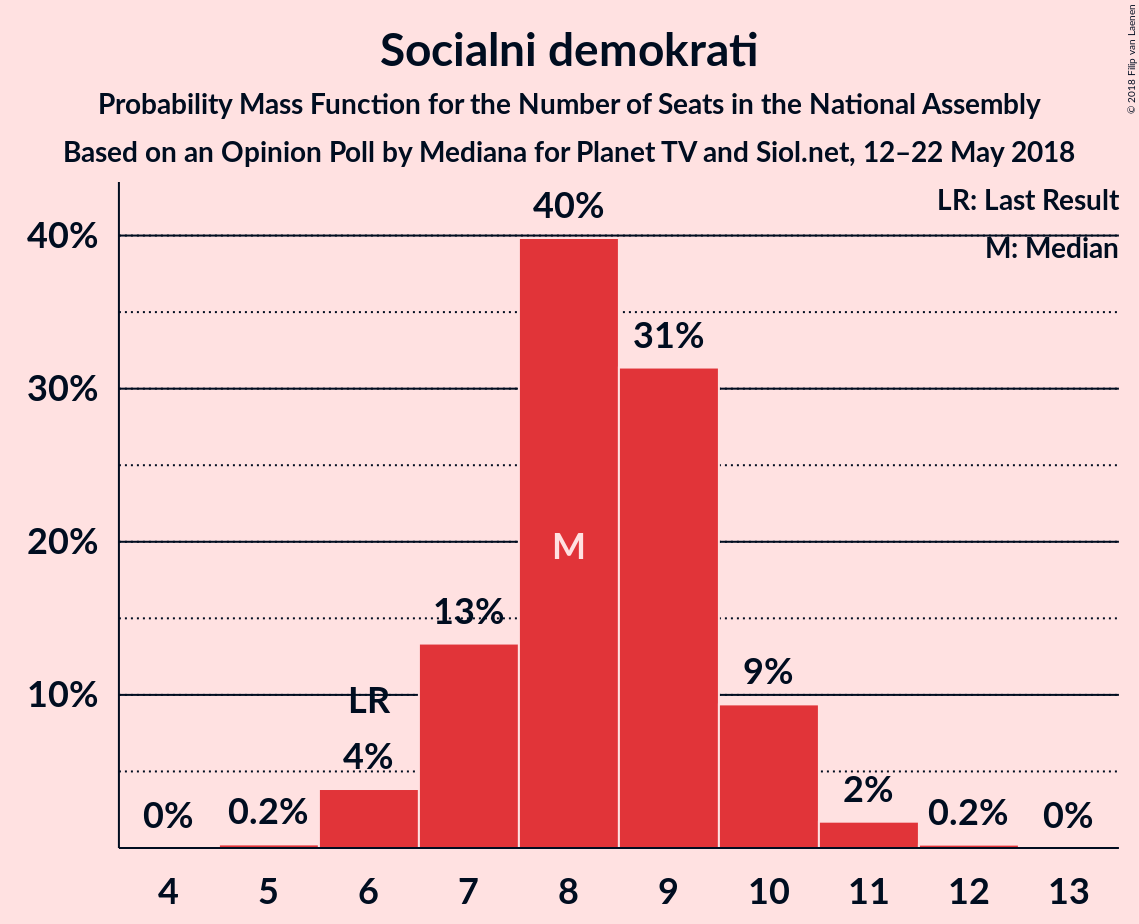 Socialni demokrati
Probability Mass Function for the Number of Seats in the National Assembly
Based on an Opinion Poll by Mediana for Planet TV and Siol.net, 12–22 May 2018
© 2018 Filip van Laenen
LR: Last Result
M: Median
40%
30%
20%
10%
0%
0.2%
LR
4%
13%
40%
M
31%
9%
2%
0.2%
0%
4 5 6 7 8 9 10 11 12 13